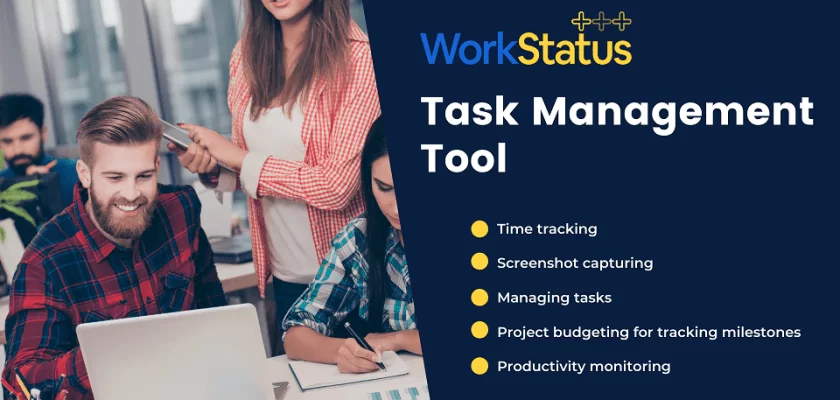 WorkStatus
Task Management
Tool
Time tracking
Screenshot capturing
Managing tasks
Project budgeting for tracking milestones
Productivity monitoring